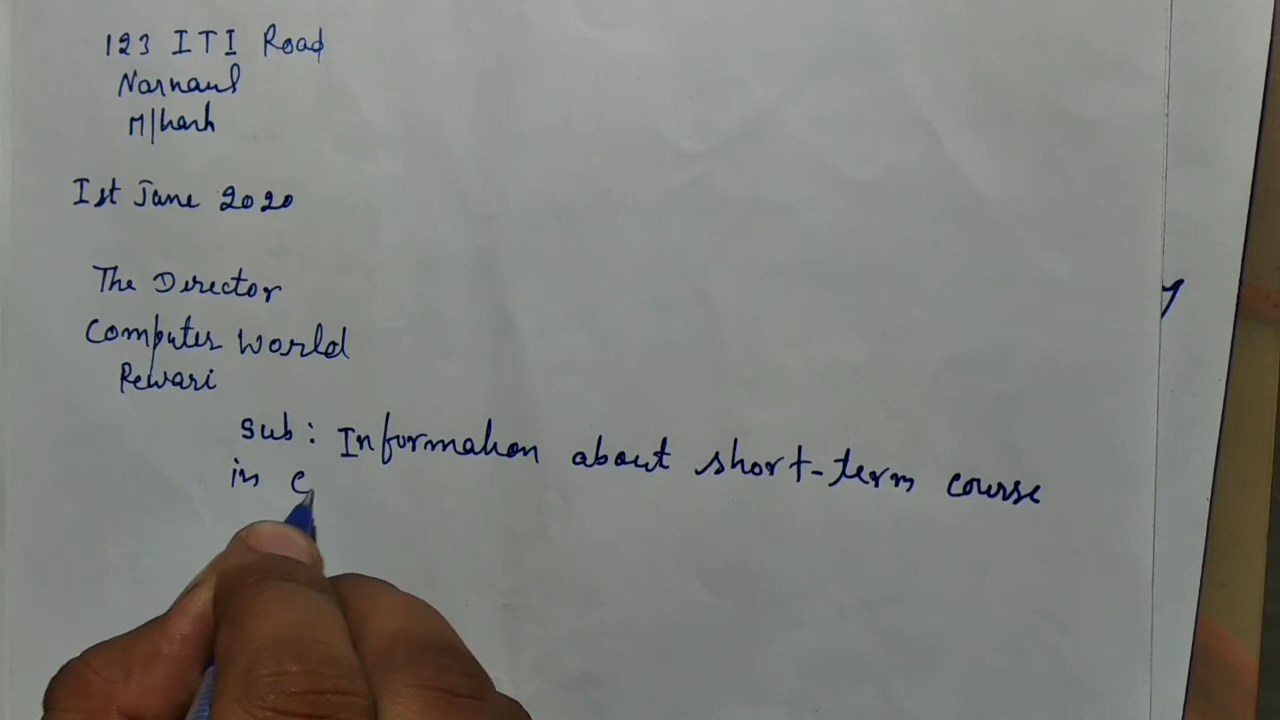 123 ITI Road
Narnaul
M/harh
Ist June 2020
The Director
Computer World
Rewari
Sub: Information about short-term course
in c